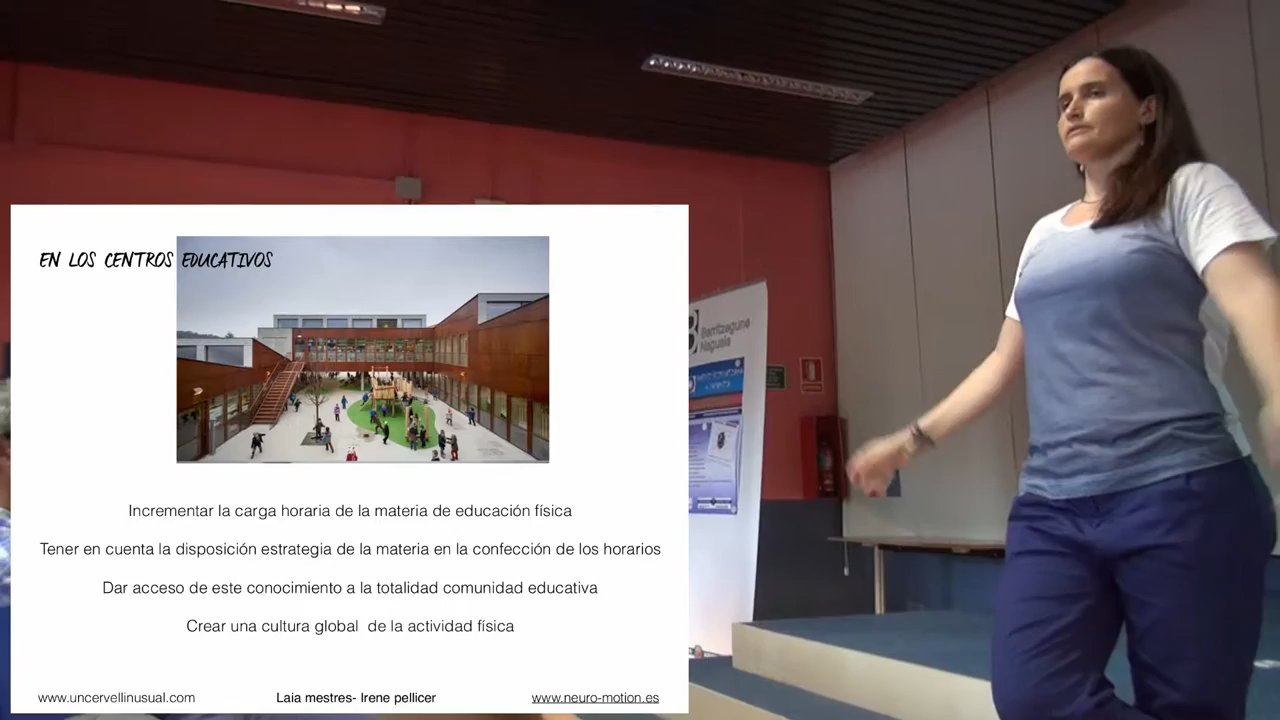 EN LOS CENTROS EDUCATIVOS
Incrementar la carga horaria de la materia de educación física
Tener en cuenta la disposición estrategia de la materia en la confección de los horarios
Dar acceso de este conocimiento a la totalidad comunidad educativa
Crear una cultura global de la actividad física
www.uncervellinusual.com
Laia mestres- Irene pellicer
www.neuro-motion.es
Berritzegune
Nagusia